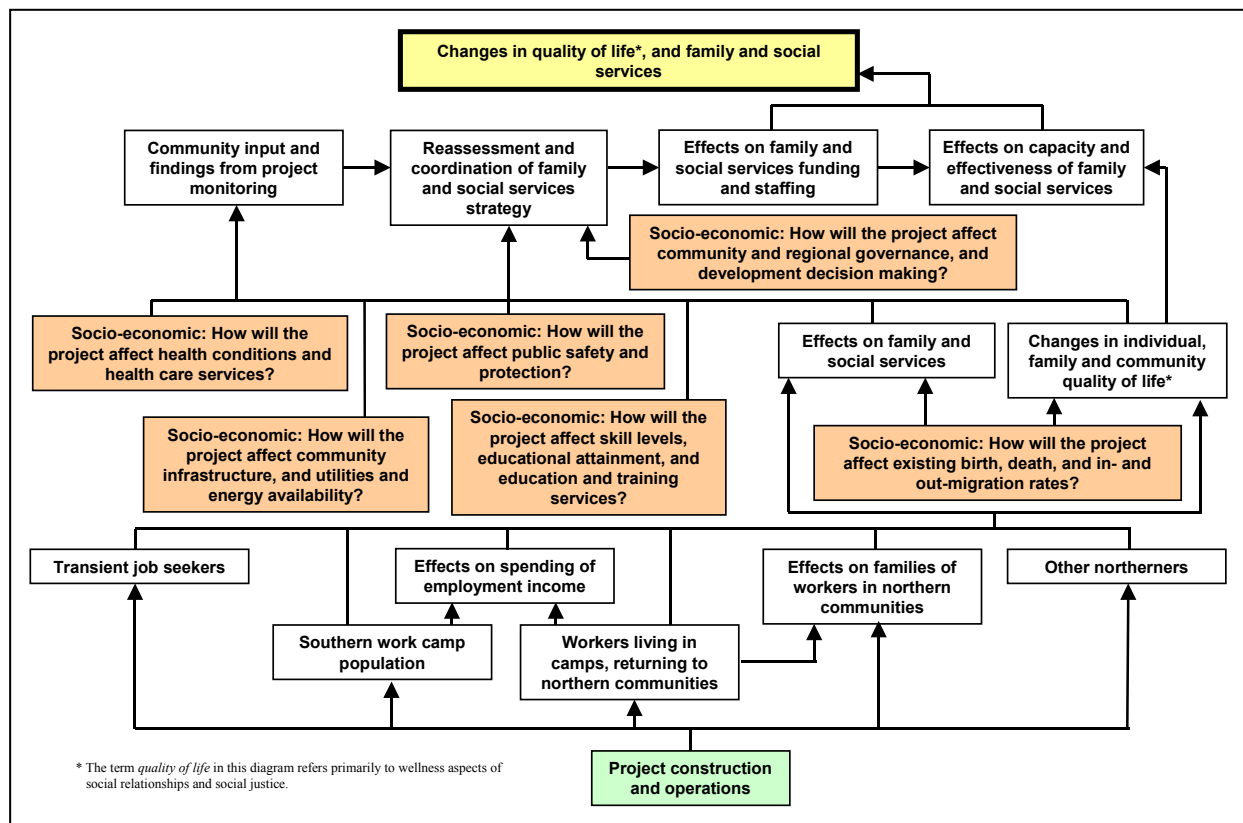 Changes in quality of life*, and family and social
services
Community input and
findings from project
monitoring
Reassessment and
coordination of family
and social services
strategy
Effects on family and
social services funding
and staffing
Effects on capacity and
effectiveness of family
and social services
Socio-economic: How will the project affect
community and regional governance, and
development decision making?
Socio-economic: How will the
project affect health conditions and
health care services?
Socio-economic: How will the
project affect public safety and
protection?
Effects on family and
social services
Changes in individual,
family and community
quality of life*
Socio-economic: How will the
project affect community
infrastructure, and utilities and
energy availability?
Socio-economic: How will the
project affect skill levels,
educational attainment, and
education and training
services?
Socio-economic: How will the project
affect existing birth, death, and in- and
out-migration rates?
Transient job seekers
Effects on spending of
employment income
Effects on families of
workers in northern
communities
Other northerners
Southern work camp
population
Workers living in
camps, returning to
northern communities
Project construction
and operations
* The term quality of life in this diagram refers primarily to wellness aspects of
social relationships and social justice.